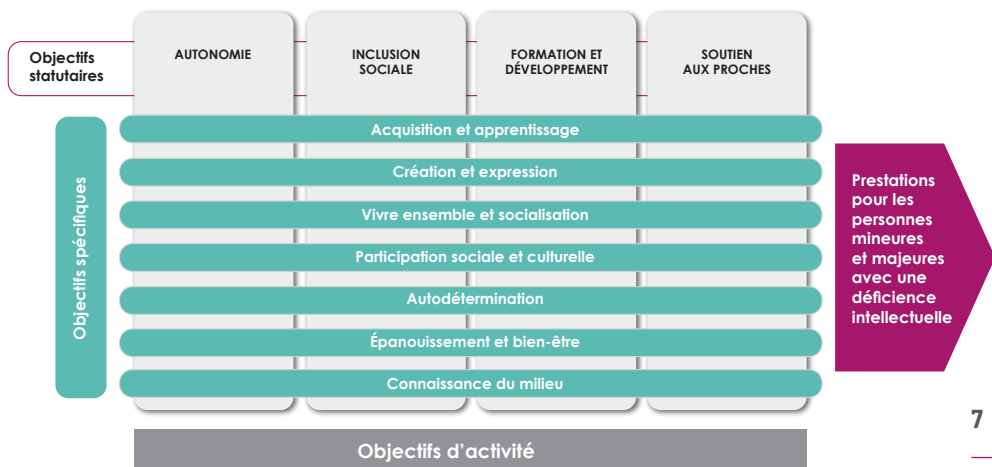 Objectifs
statutaires
AUTONOMIE
INCLUSION
SOCIALE
FORMATION ET
DÉVELOPPEMENT
SOUTIEN
AUX PROCHES
Objectifs spécifiques
Acquisition et apprentissage
Création et expression
Vivre ensemble et socialisation
Participation sociale et culturelle
Autodétermination
Épanouissement et bien-être
Connaissance du milieu
Prestations
pour les
personnes
mineures
et majeures
avec une
déficience
intellectuelle
Objectifs d'activité
7